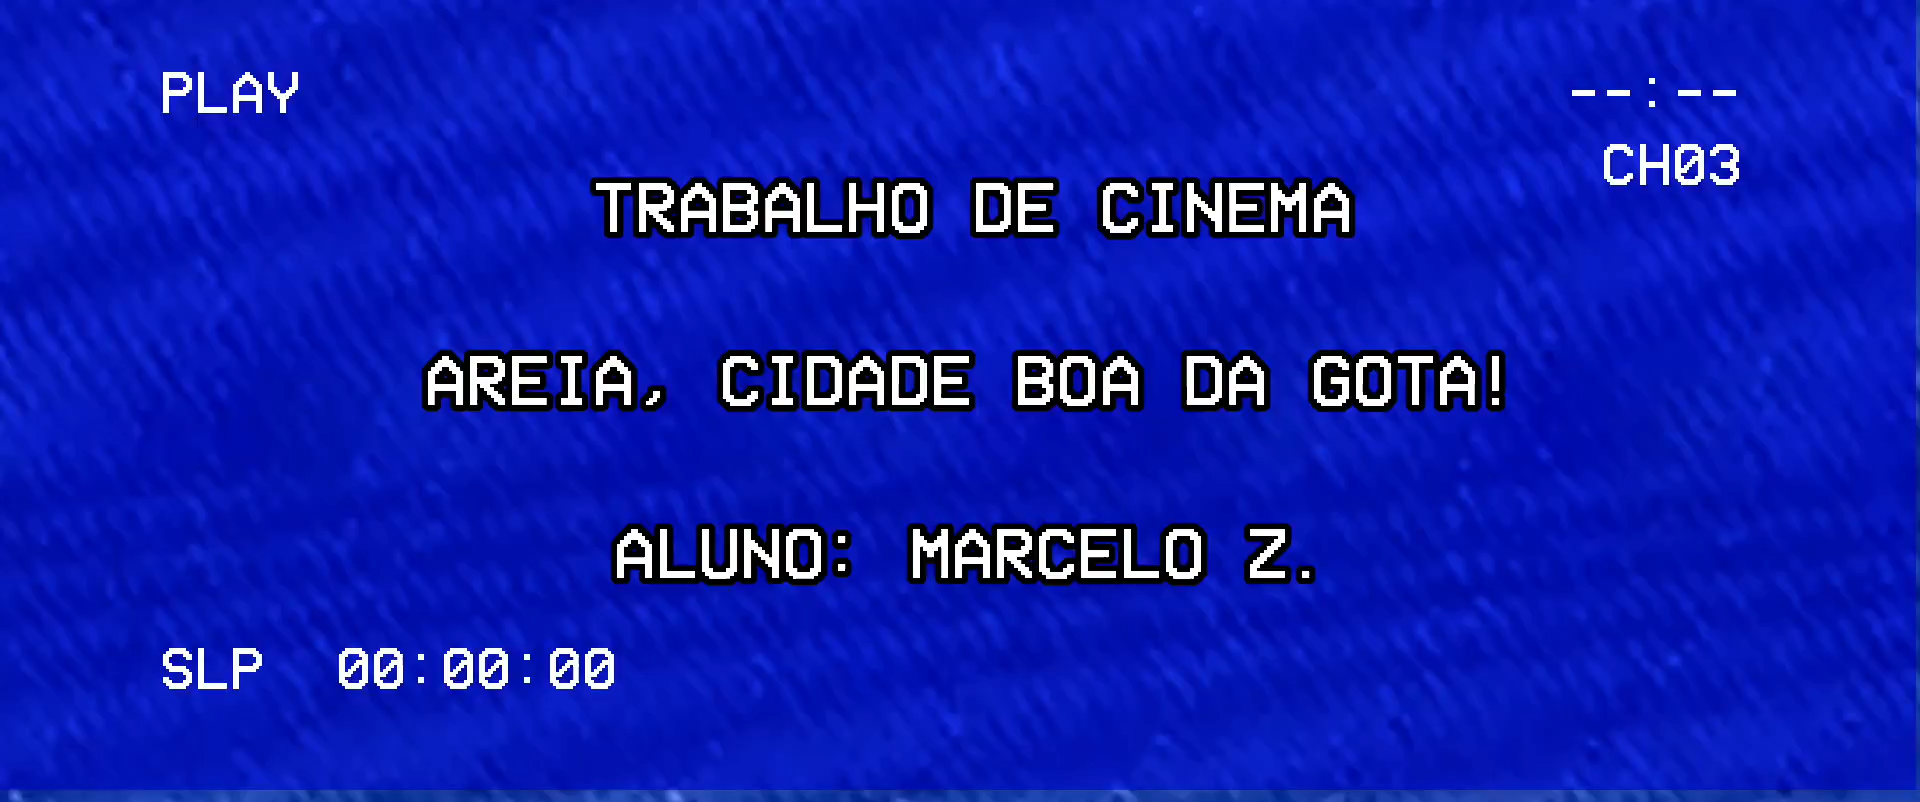 PLAY
--:--
CH03
TRABALHO DE CINEMA
AREIA, CIDADE BOA DA GOTA!
ALUNO: MARCELO Z.
SLP 00:00:00